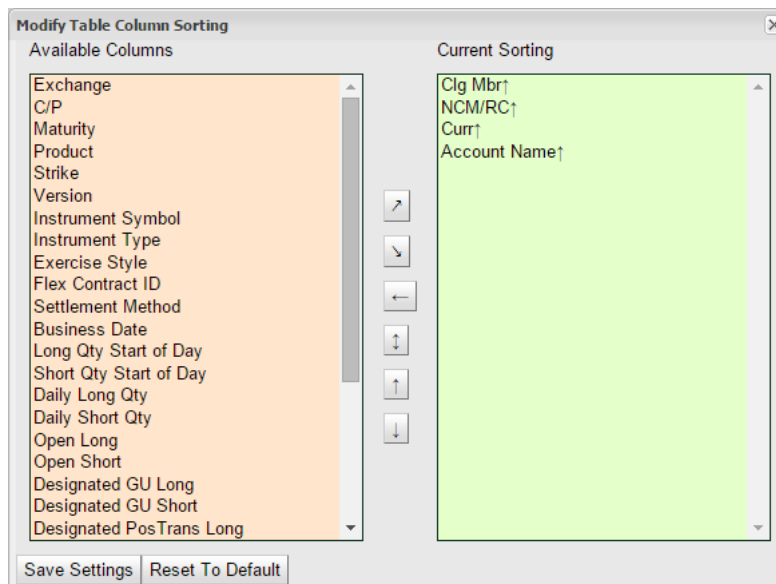 Modify Table Column Sorting
Available Columns
Exchange
C/P
Maturity
Product
Strike
Version
Instrument Symbol
Instrument Type
Exercise Style
Flex Contract ID
Settlement Method
Business Date
Long Qty Start of Day
Short Qty Start of Day
Daily Long Qty
Daily Short Qty
Open Long
Open Short
Designated GU Long
Designated GU Short
Designated PosTrans Long
↗
↘
←
↕
↑
↓
Current Sorting
Clg Mbr↑
NCM/RC↑
Curr↑
Account Name↑
Save Settings
Reset To Default